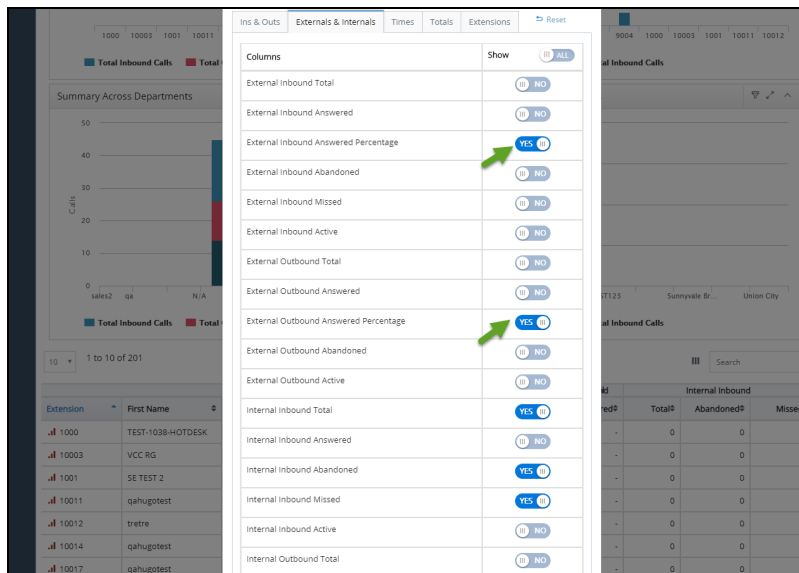 Ins & Outs Externals & Internals Times Totals Extensions Reset
1000 10003 1001 10011
9004 1000 10003 1001 10011 10012
Total Inbound Calls Total
al Inbound Calls
Columns Show ALL
External Inbound Total NO
External Inbound Answered NO
External Inbound Answered Percentage YES
External Inbound Abandoned NO
External Inbound Missed NO
External Inbound Active NO
External Outbound Total NO
External Outbound Answered NO
External Outbound Answered Percentage YES
External Outbound Abandoned NO
External Outbound Active NO
Internal Inbound Total YES
Internal Inbound Answered NO
Internal Inbound Abandoned YES
Internal Inbound Missed YES
Internal Inbound Active NO
Internal Outbound Total NO
Summary Across Departments
50
40
30
20
10
0
Calls
sales2 qa N/A
ST123 Sunnyvale Br... Union City
Total Inbound Calls Total
al Inbound Calls
10 1 to 10 of 201
Search
Internal Inbound
Extension First Name
red Total Abandoned Misse
1000 TEST-1038-HOTDESK - 0 0
10003 VCC RG - 0 0
1001 SE TEST 2 - 0 0
10011 qahugotest - 0 0
10012 tretre - 0 0
10014 qahugotest - 0 0
10017 qahugotest - 0 0